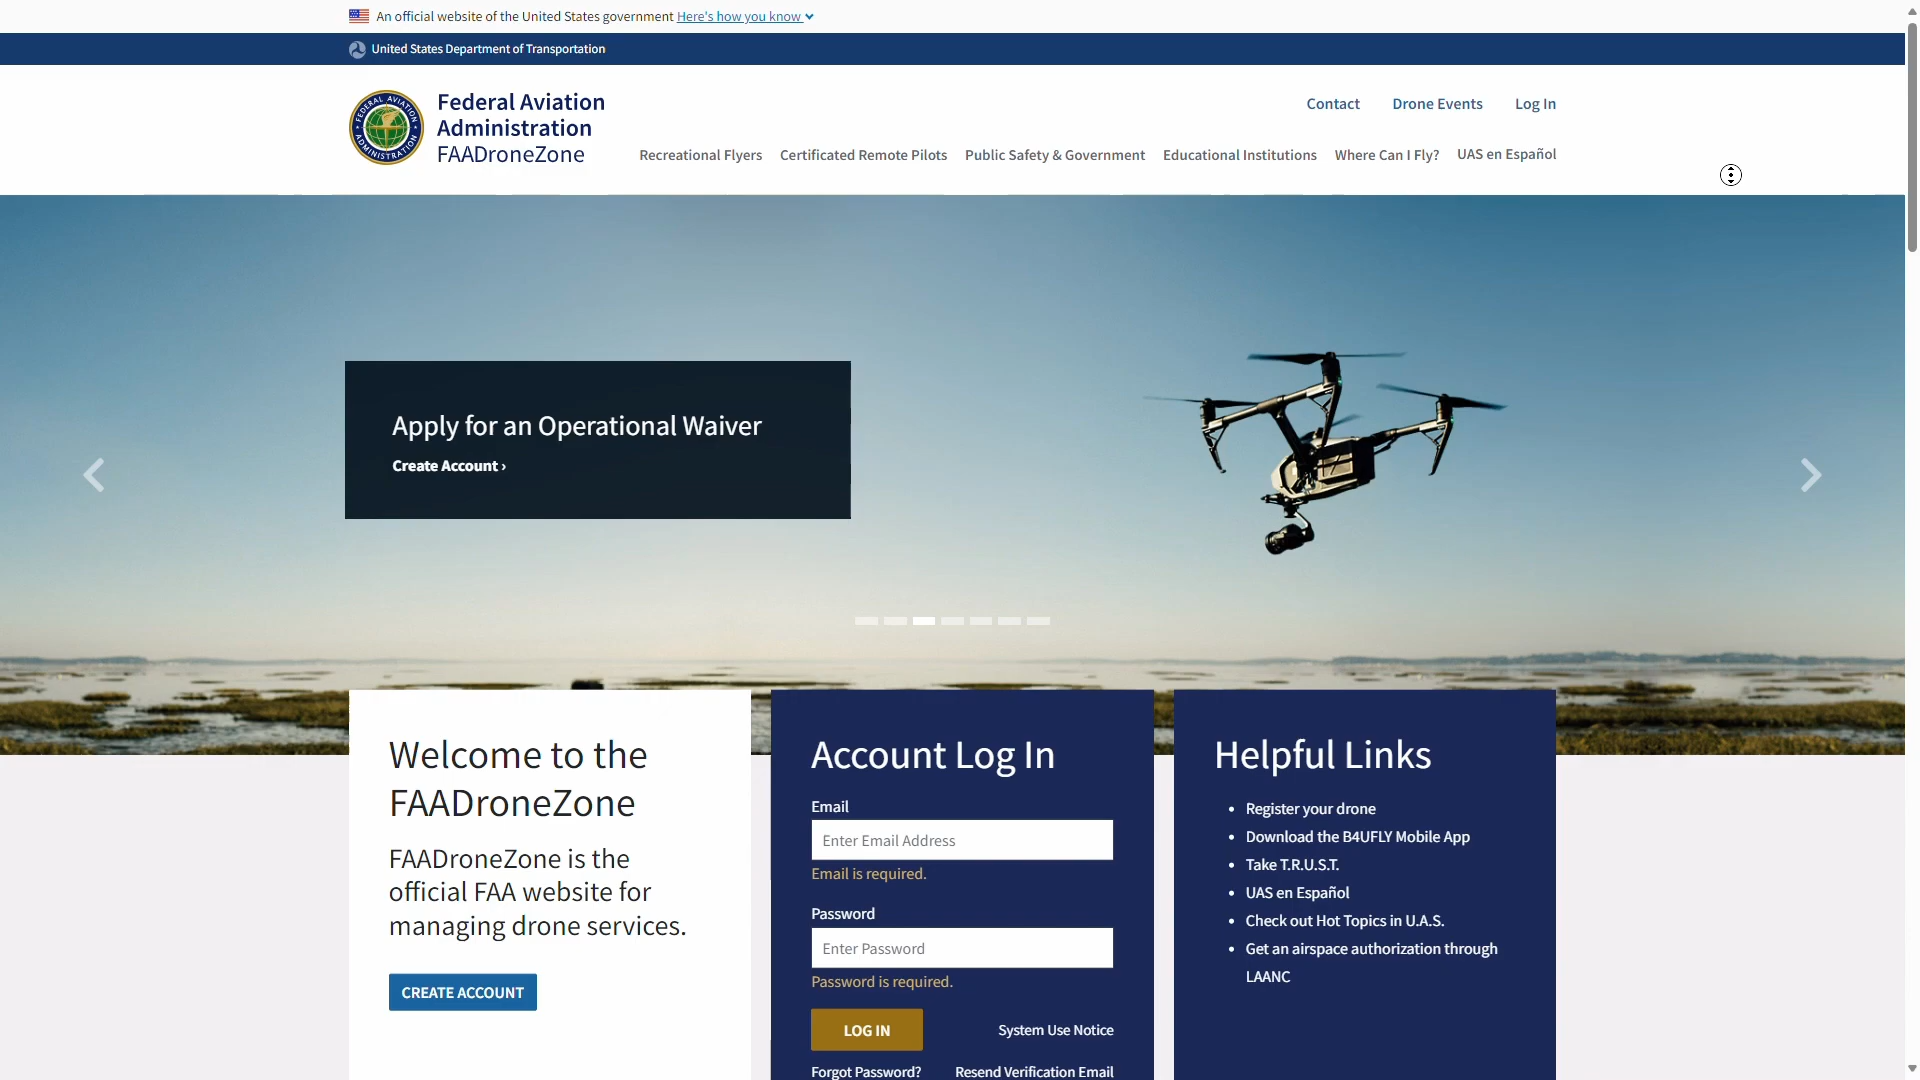 An official website of the United States government Here's how you know
United States Department of Transportation
FEDERAL AVIATION ADMINISTRATION
Federal Aviation
Administration
FAADroneZone
Contact Drone Events Log In
Recreational Flyers Certificated Remote Pilots Public Safety & Government Educational Institutions Where Can I Fly? UAS en Español
Apply for an Operational Waiver
Create Account ›
Welcome to the
FAADroneZone
FAADroneZone is the
official FAA website for
managing drone services.
CREATE ACCOUNT
Account Log In
Email
Enter Email Address
Email is required.
Password
Enter Password
Password is required.
LOG IN System Use Notice
Forgot Password? Resend Verification Email
Helpful Links
• Register your drone
• Download the B4UFLY Mobile App
• Take T.R.U.S.T.
• UAS en Español
• Check out Hot Topics in U.A.S.
• Get an airspace authorization through
LAANC